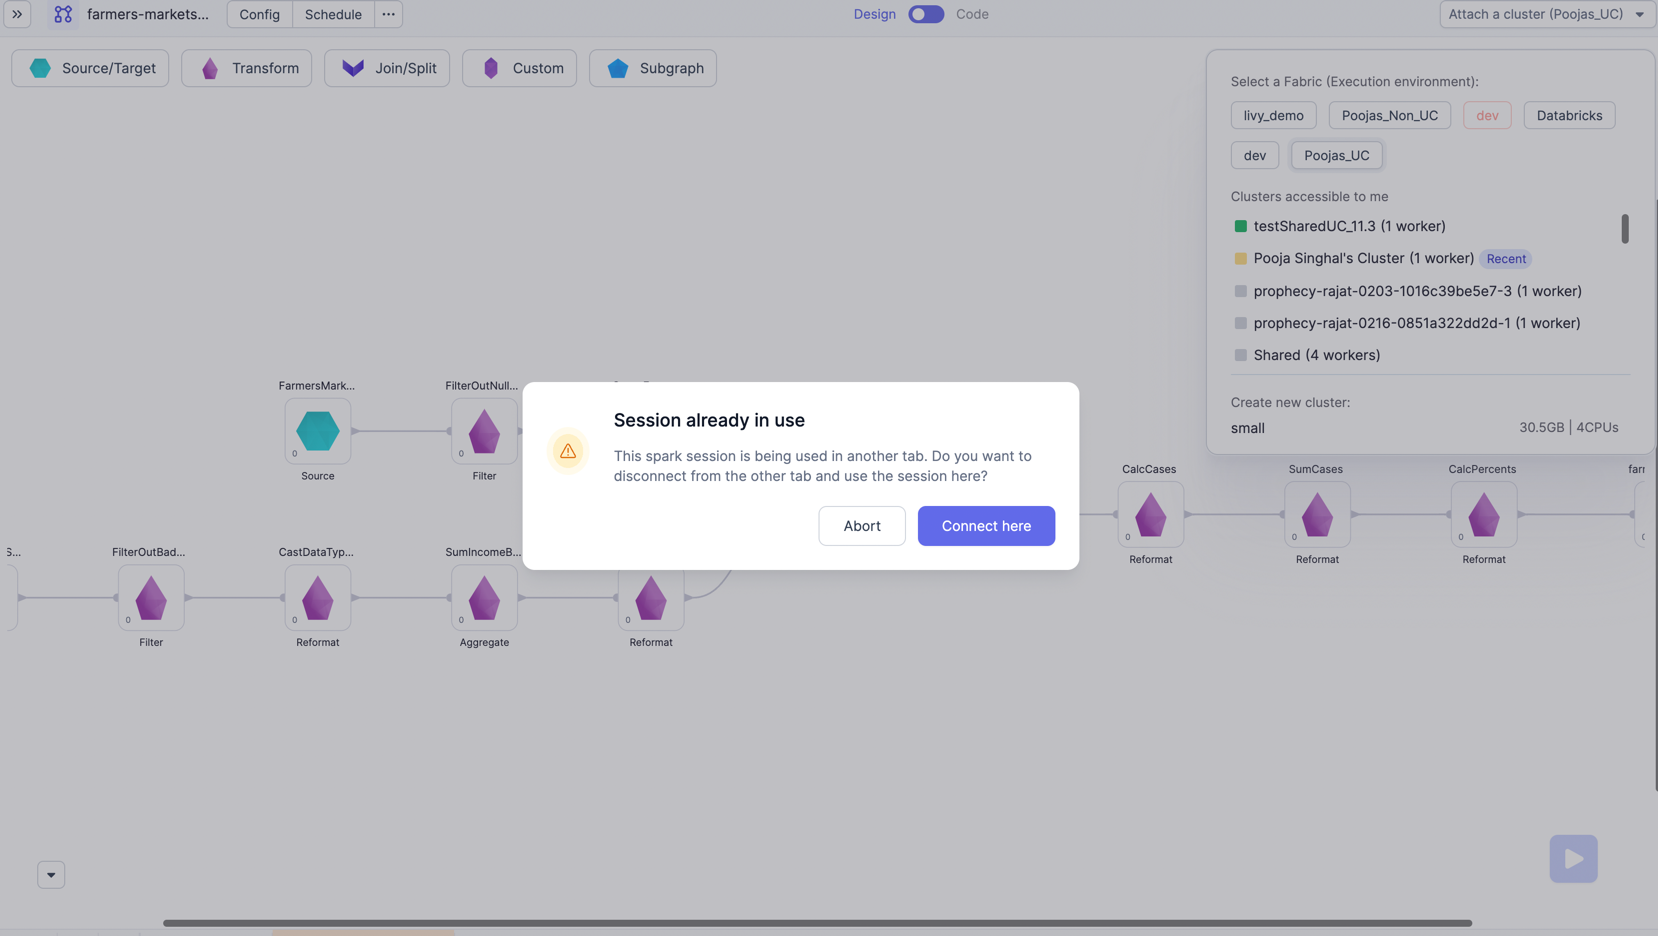 farmers-markets...
Config
Schedule
Design
Code
Attach a cluster (Poojas_UC)
Source/Target
Transform
Join/Split
Custom
Subgraph
Select a Fabric (Execution environment):
livy_demo
Poojas_Non_UC
dev
Databricks
dev
Poojas_UC
Clusters accessible to me
testSharedUC_11.3 (1 worker)
Pooja Singhal's Cluster (1 worker) Recent
prophecy-rajat-0203-1016c39be5e7-3 (1 worker)
prophecy-rajat-0216-0851a322dd2d-1 (1 worker)
Shared (4 workers)
Create new cluster:
small
30.5GB | 4CPUs
FarmersMark...
0
Source
FilterOutNull...
0
Filter
Session already in use
This spark session is being used in another tab. Do you want to
disconnect from the other tab and use the session here?
Abort
Connect here
CalcCases
0
Reformat
SumCases
0
Reformat
CalcPercents
0
Reformat
farr
S...
FilterOutBad...
0
Filter
CastDataTyp...
0
Reformat
SumIncomeB...
0
Aggregate
0
Reformat